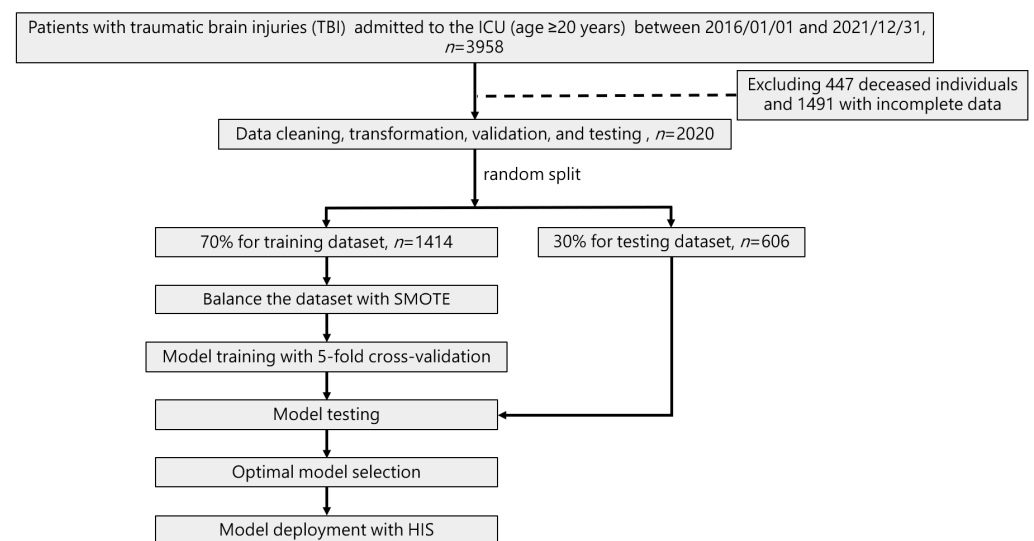 Patients with traumatic brain injuries (TBI) admitted to the ICU (age ≥20 years) between 2016/01/01 and 2021/12/31,
n=3958
Excluding 447 deceased individuals
and 1491 with incomplete data
Data cleaning, transformation, validation, and testing , n=2020
random split
70% for training dataset, n=1414
30% for testing dataset, n=606
Balance the dataset with SMOTE
Model training with 5-fold cross-validation
Model testing
Optimal model selection
Model deployment with HIS